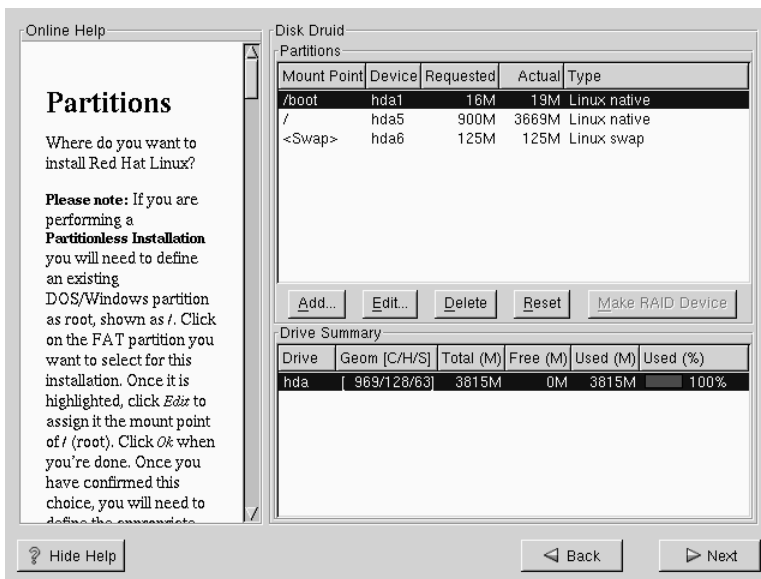 Online Help
Partitions
Where do you want to
install Red Hat Linux?
Please note: If you are
performing a
Partitionless Installation
you will need to define
an existing
DOS/Windows partition
as root, shown as /. Click
on the FAT partition you
want to select for this
installation. Once it is
highlighted, click Edit to
assign it the mount point
of / (root). Click Ok when
you're done. Once you
have confirmed this
choice, you will need to
define the appropriate
Disk Druid
Partitions
Mount Point Device Requested Actual Type
/boot hda1 16M 19M Linux native
/ hda5 900M 3669M Linux native
<Swap> hda6 125M 125M Linux swap
Add... Edit... Delete Reset Make RAID Device
Drive Summary
Drive Geom [C/H/S] Total (M) Free (M) Used (M) Used (%)
hda [ 969/128/63] 3815M 0M 3815M 100%
Hide Help Back Next